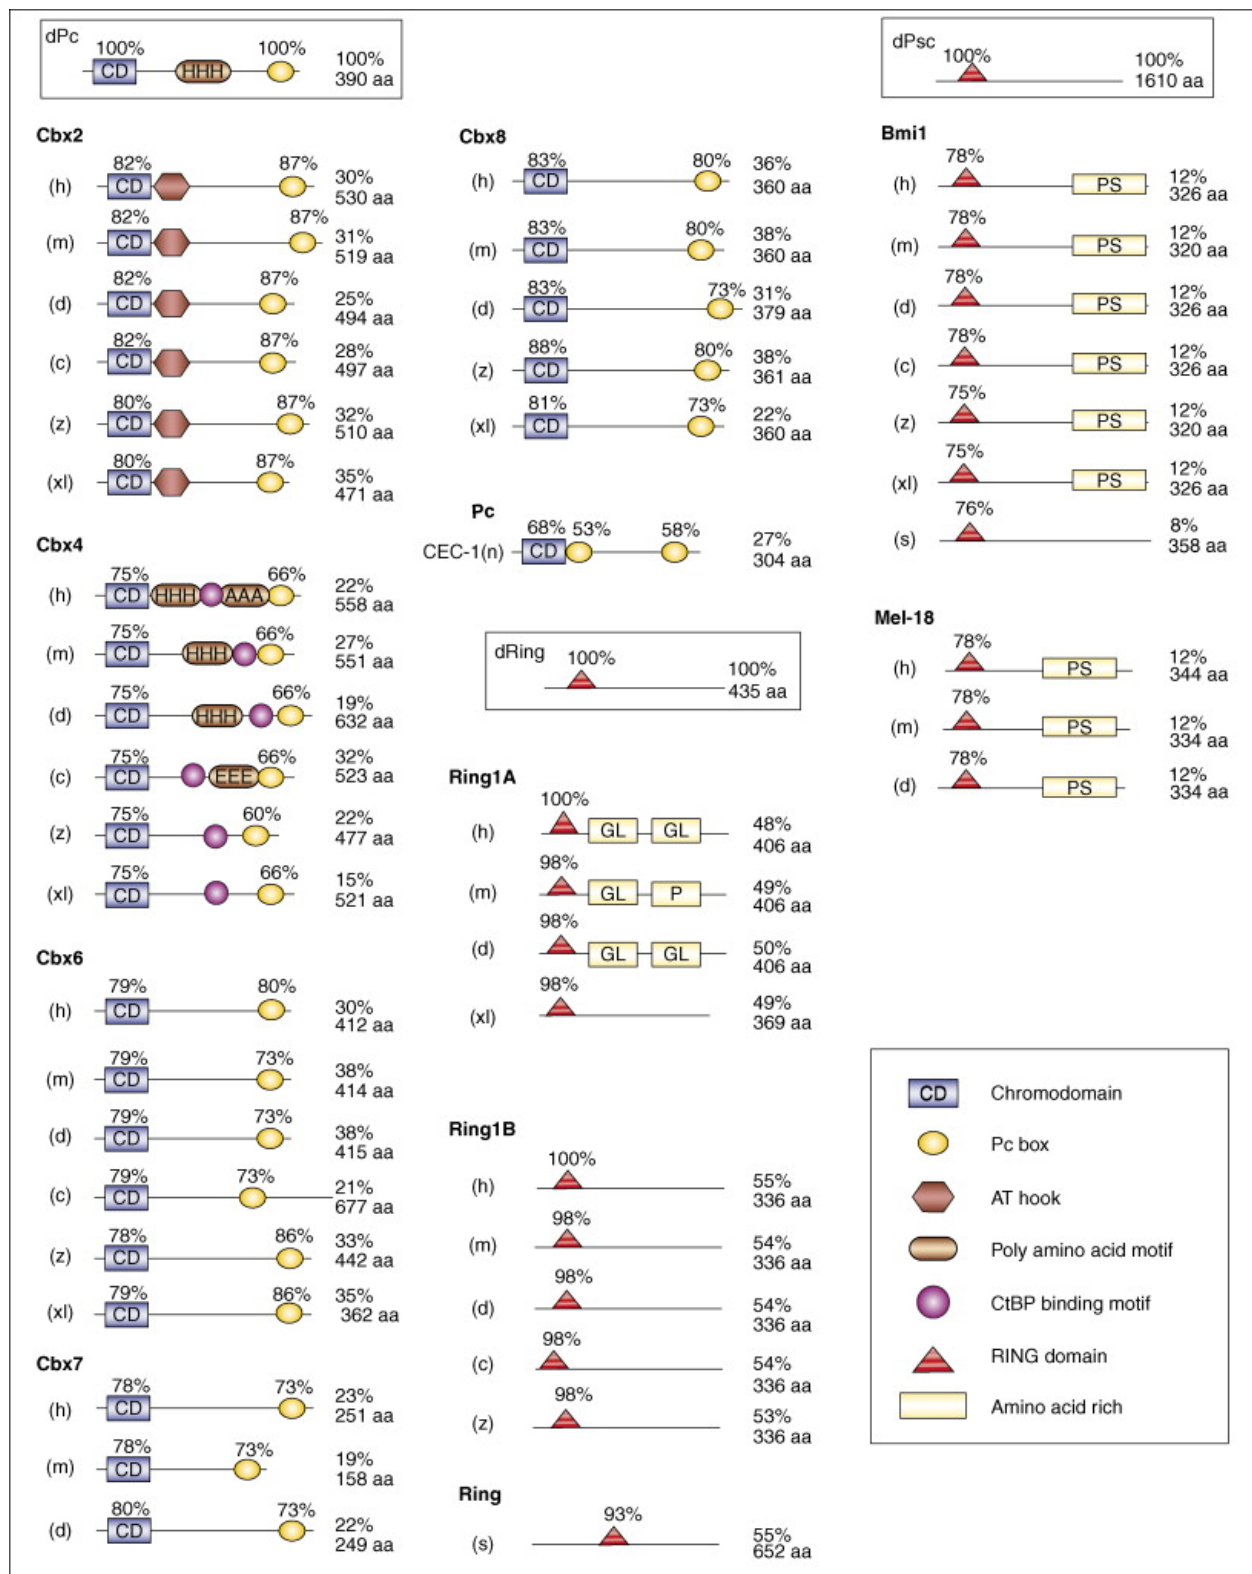 dPc
100% 100%
CD HHH
100%
390 aa
Cbx2
82% 87%
(h) CD
30%
530 aa
82% 87%
(m) CD
31%
519 aa
82% 87%
(d) CD
25%
494 aa
82% 87%
(c) CD
28%
497 aa
80% 87%
(z) CD
32%
510 aa
80% 87%
(xl) CD
35%
471 aa
Cbx4
75% 66%
(h) CD HHH AAA
22%
558 aa
75% 66%
(m) CD HHH
27%
551 aa
75% 66%
(d) CD HHH
19%
632 aa
75% 66%
(c) CD EEE
32%
523 aa
75% 60%
(z) CD
22%
477 aa
75% 66%
(xl) CD
15%
521 aa
Cbx6
79% 80%
(h) CD
30%
412 aa
79% 73%
(m) CD
38%
414 aa
79% 73%
(d) CD
38%
415 aa
79% 73%
(c) CD
21%
677 aa
78% 86%
(z) CD
33%
442 aa
79% 86%
(xl) CD
35%
362 aa
Cbx7
78% 73%
(h) CD
23%
251 aa
78% 73%
(m) CD
19%
158 aa
80% 73%
(d) CD
22%
249 aa
Cbx8
83% 80%
(h) CD
36%
360 aa
83% 80%
(m) CD
38%
360 aa
83% 73%
(d) CD
31%
379 aa
88% 80%
(z) CD
38%
361 aa
81% 73%
(xl) CD
22%
360 aa
Pc
68% 53% 58%
CEC-1(n) CD
27%
304 aa
dRing
100%
100%
435 aa
Ring1A
100%
(h) GL GL
48%
406 aa
98%
(m) GL P
49%
406 aa
98%
(d) GL GL
50%
406 aa
98%
(xl)
49%
369 aa
Ring1B
100%
(h)
55%
336 aa
98%
(m)
54%
336 aa
98%
(d)
54%
336 aa
98%
(c)
54%
336 aa
98%
(z)
53%
336 aa
Ring
93%
(s)
55%
652 aa
dPsc
100%
100%
1610 aa
Bmi1
78%
(h) PS
12%
326 aa
78%
(m) PS
12%
320 aa
78%
(d) PS
12%
326 aa
78%
(c) PS
12%
326 aa
75%
(z) PS
12%
320 aa
75%
(xl) PS
12%
326 aa
76%
(s)
8%
358 aa
Mel-18
78%
(h) PS
12%
344 aa
78%
(m) PS
12%
334 aa
78%
(d) PS
12%
334 aa
CD Chromodomain
Pc box
AT hook
Poly amino acid motif
CtBP binding motif
RING domain
Amino acid rich